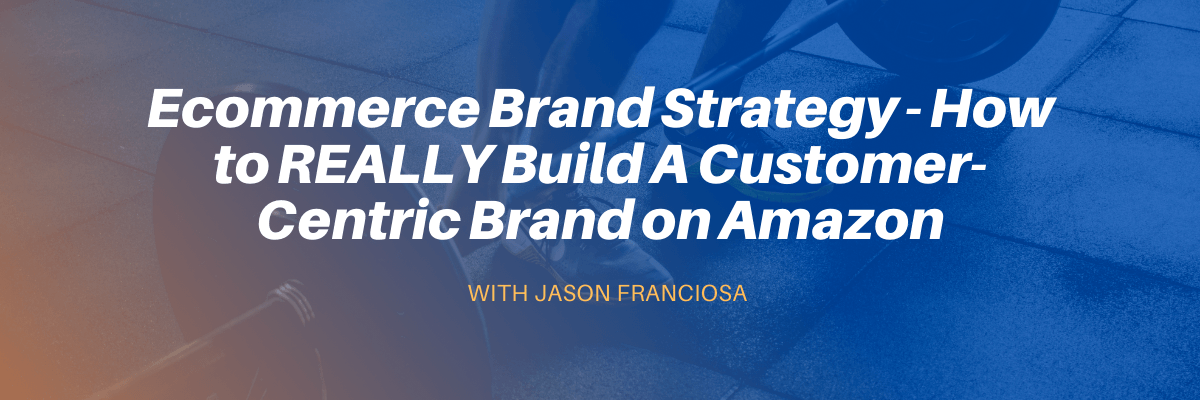 Ecommerce Brand Strategy - How
to REALLY Build A Customer-
Centric Brand on Amazon
WITH JASON FRANCIOSA